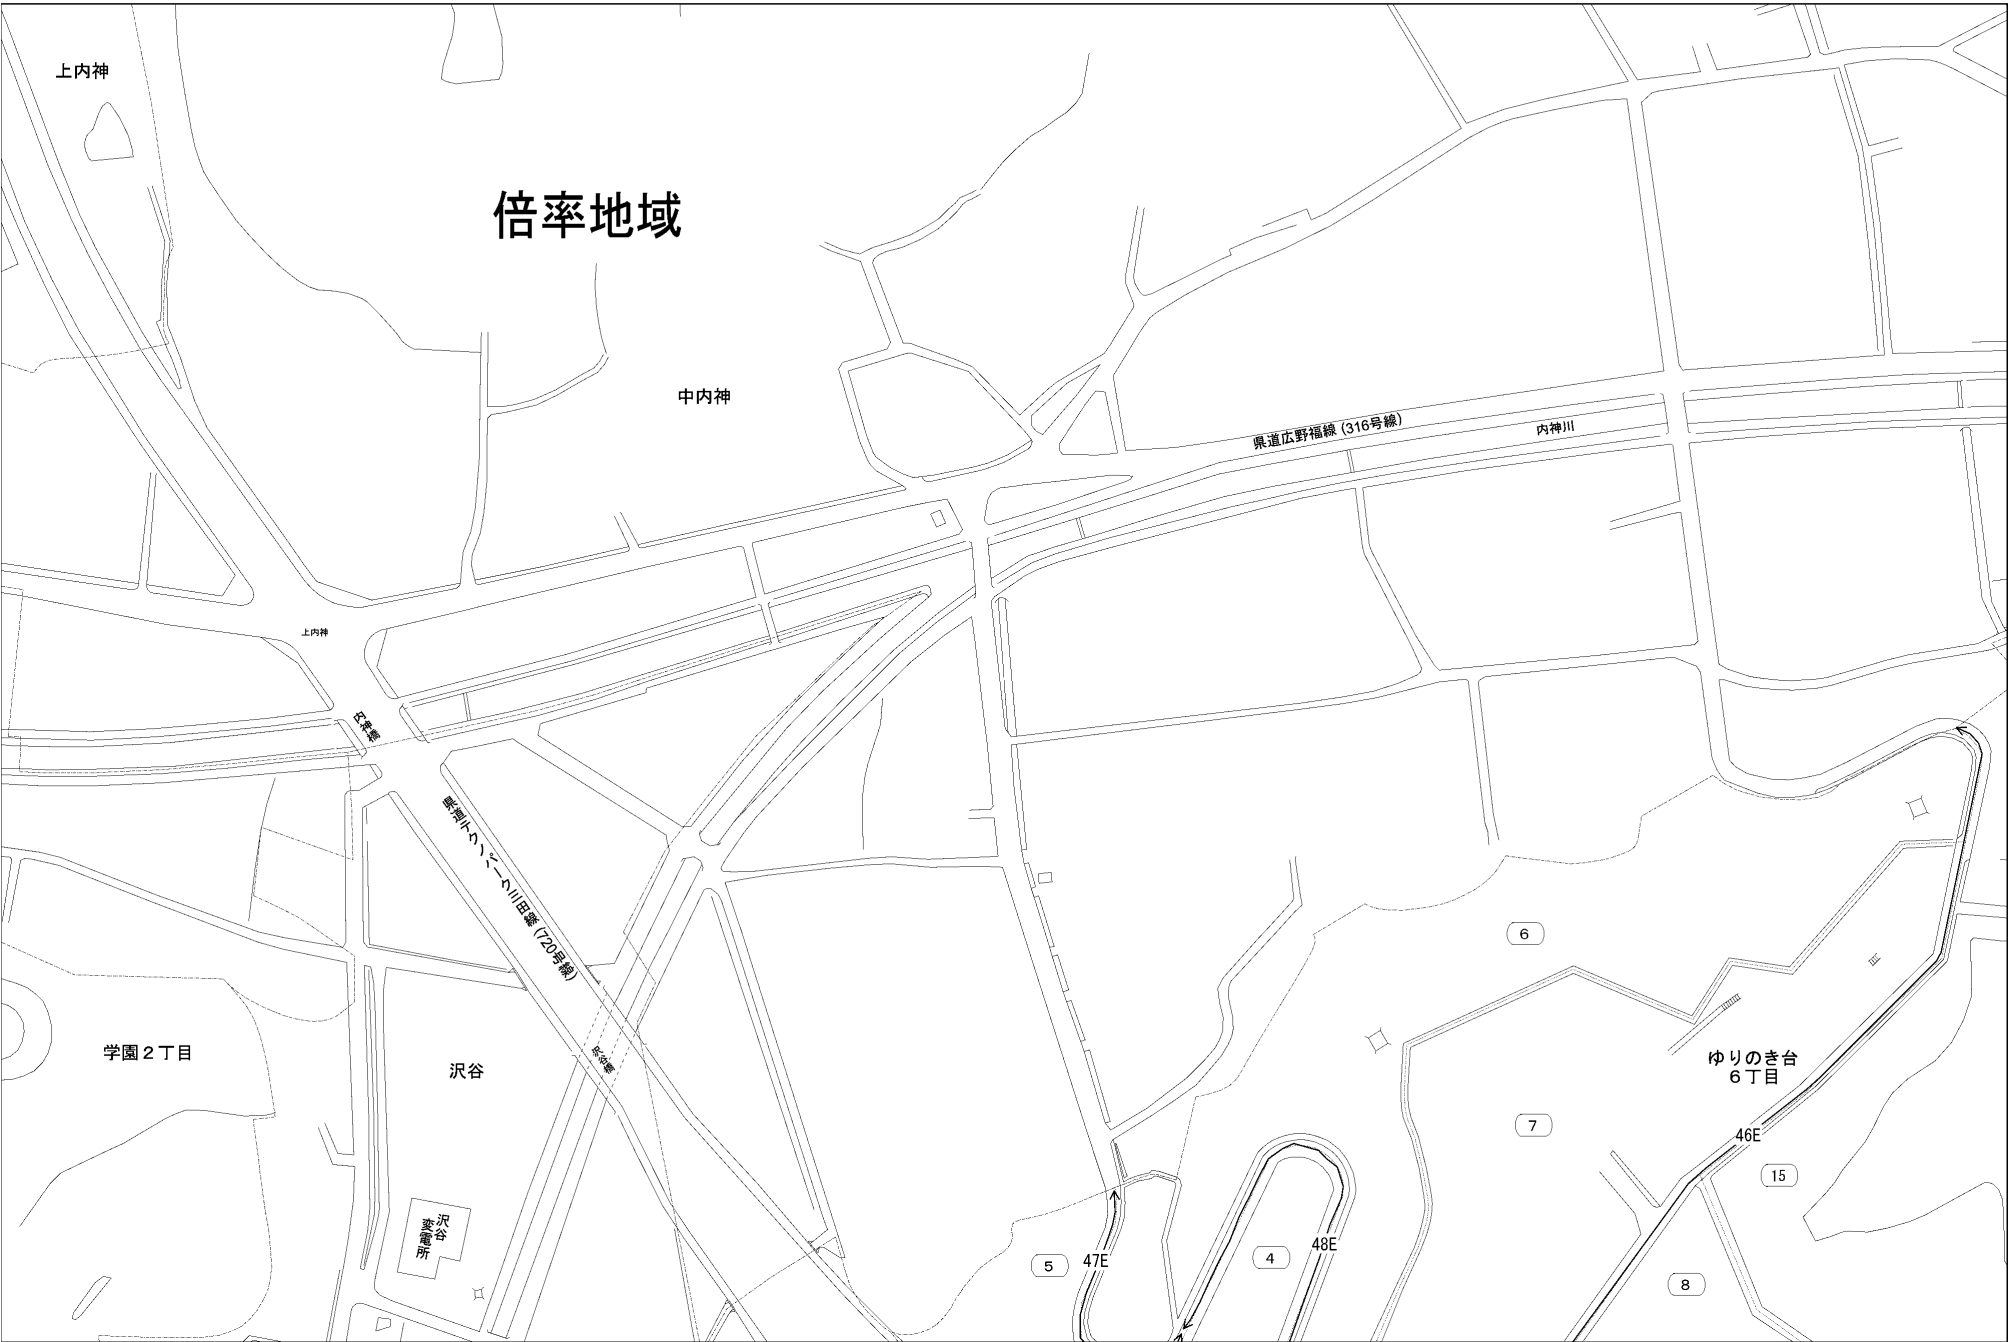 上内神
倍率地域
中内神
県道広野福線 (316号線)
内神川
上内神
内神橋
県道テクノパーク三田線 (720号線)
6
学園２丁目
沢谷
沢谷橋
ゆりのき台
６丁目
7
46E
15
沢谷
変電所
5
47E
4
48E
8